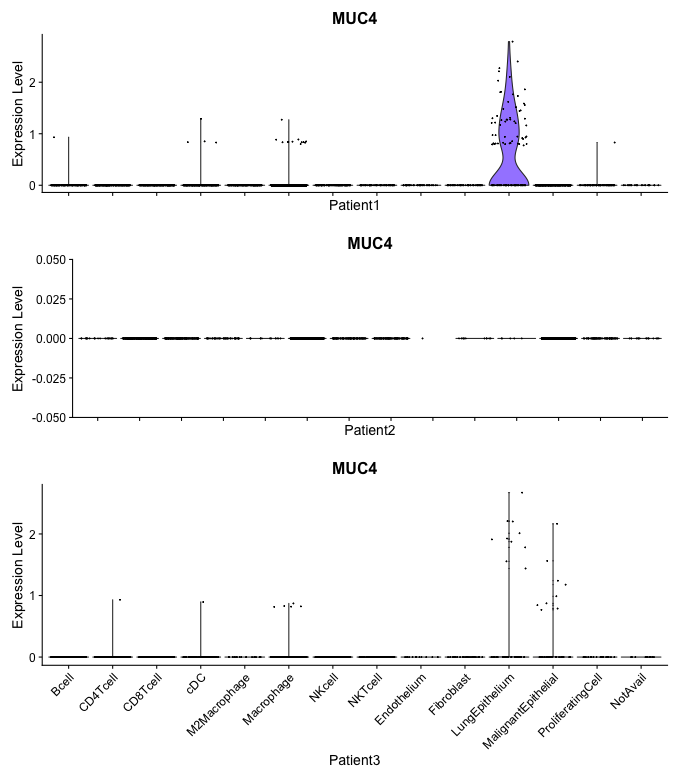 MUC4
Expression Level
2
1
0
Patient1
MUC4
Expression Level
0.050
0.025
0.000
-0.025
-0.050
Patient2
MUC4
Expression Level
2
1
0
Bcell
CD4Tcell
CD8Tcell
cDC
M2Macrophage
Macrophage
NKcell
NKTcell
Endothelium
Fibroblast
LungEpithelium
MalignantEpithelial
ProliferatingCell
NotAvail
Patient3